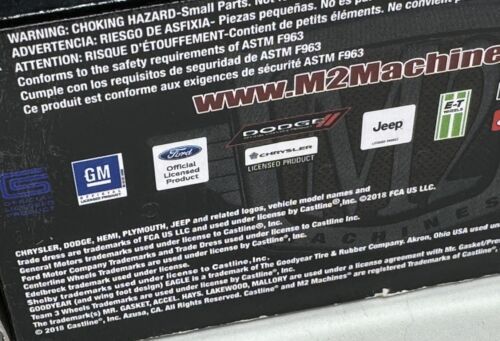 WARNING: CHOKING HAZARD-Small Parts. Not
ADVERTENCIA: RIESGO DE ASFIXIA- Piezas pequeñas. No es
ATTENTION: RISQUE D'ÉTOUFFEMENT-Contient de petits éléments. Ne convient
Conforms to the safety requirements of ASTM F963
Cumple con los requisitos de seguridad de ASTM F963
Ce produit est conforme aux exigences de sécurité ASTM F963
www.M2Machine
DODGE
GM
Ford
Official
Licensed
Product
CHRYSLER
LICENSED PRODUCT
Jeep
E-T
WHEELS
CHRYSLER, DODGE, HEMI, PLYMOUTH, JEEP and related logos, vehicle model names and
trade dress are trademarks of FCA US LLC and used under license by Castline, Inc. ©2018 FCA US LLC.
General Motors Trademarks used under license to Castline, Inc.
Ford Motor Company Trademarks and Trade Dress used under license to Castline Inc.
Centerline Wheels Trademarks are used under license by Castline, Inc.
Edelbrock trademark used under license.
Shelby trademarks used under license to Castline.
GOODYEAR (and wing foot design) EAGLE is a Trademark of The Goodyear Tire & Rubber Company. Akron, Ohio USA used
Team 3 Wheels Trademarks are used under license by Castline, Inc.
Trademark(s) MR. GASKET, ACCEL, HAYS, LAKEWOOD, MALLORY are used under a license agreement with Mr. Gasket/
© 2018 Castline, Inc. Azusa, CA. All Rights Reserved. Castline® and M2 Machines® are registered Trademarks of Castline,
MACHINES